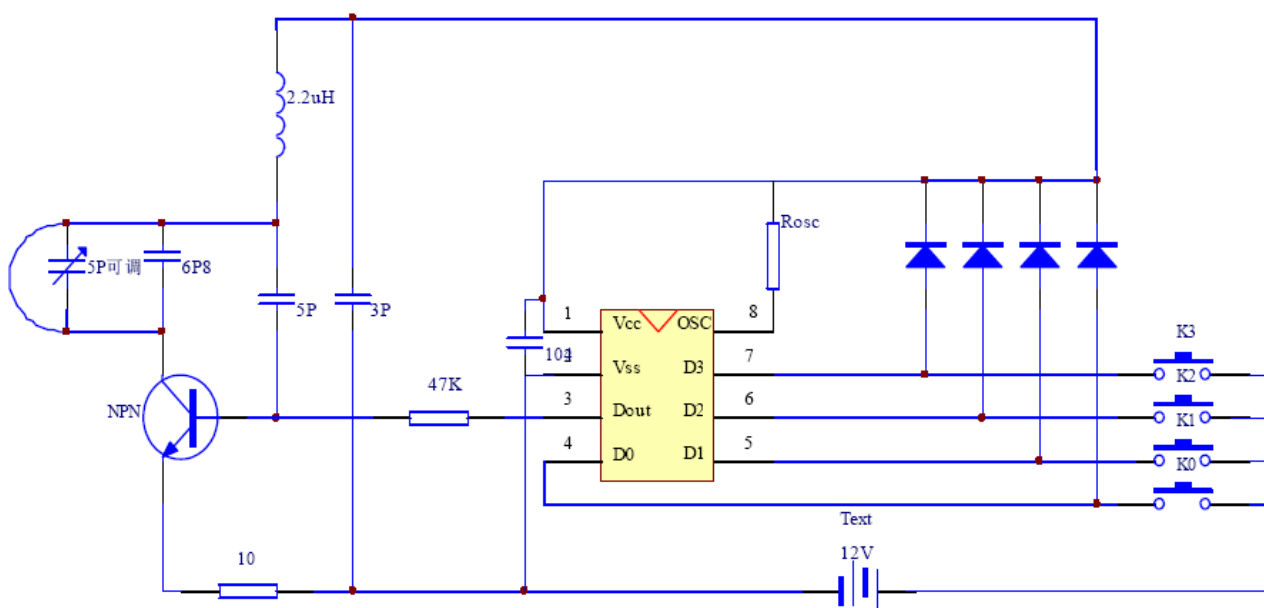 2.2uH
Rosc
5P可调
6P8
5P
3P
1
Vcc
OSC
8
104
2
Vss
D3
7
K3
K2
47K
NPN
3
Dout
D2
6
K1
4
D0
D1
5
K0
Text
10
12V